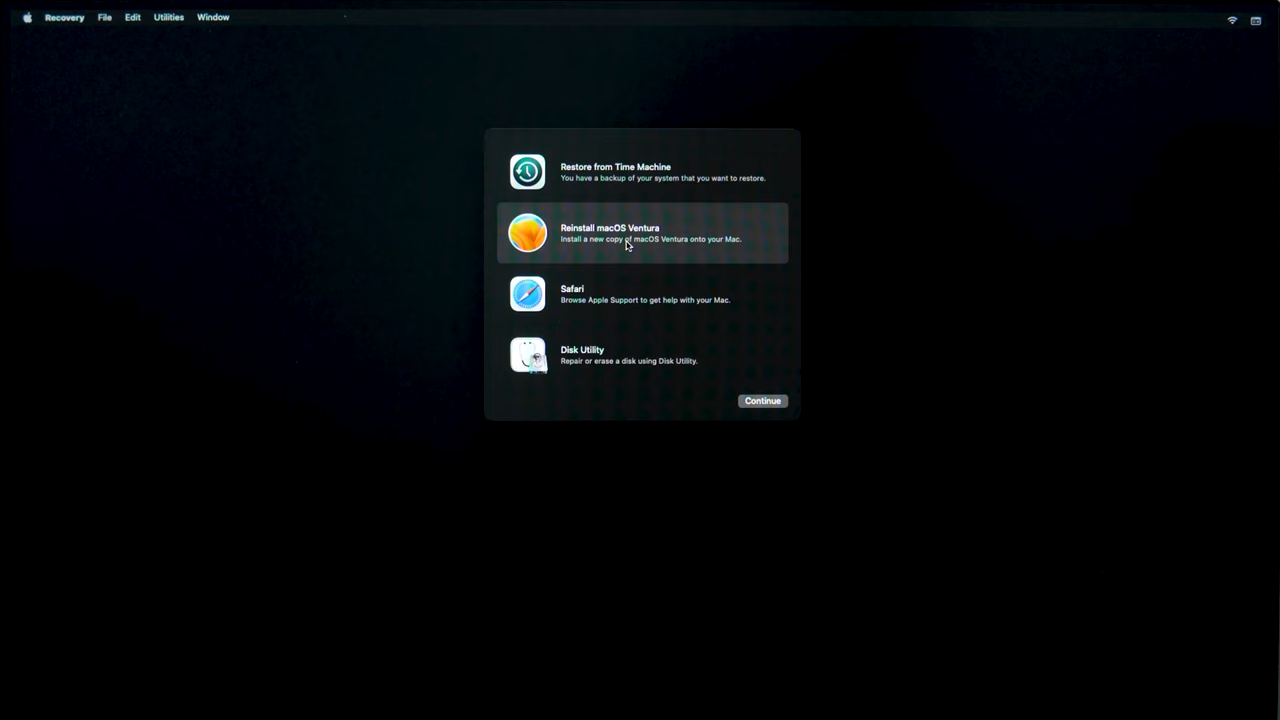 Recovery File Edit Utilities Window
Restore from Time Machine
You have a backup of your system that you want to restore.
Reinstall macOS Ventura
Install a new copy of macOS Ventura onto your Mac.
Safari
Browse Apple Support to get help with your Mac.
Disk Utility
Repair or erase a disk using Disk Utility.
Continue